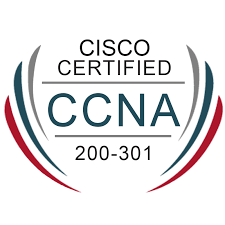 CISCO
CERTIFIED
CCNA
200-301